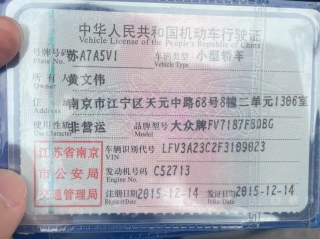 中华人民共和国机动车行驶证
Vehicle License of the People's Republic of China
号牌号码 苏A7A5V1 车辆类型 小型轿车
Vehicle Type
所有人 黄文伟
南京市江宁区天元中路68号8幢二单元1306室
使用性质 非营运 品牌型号 大众牌FV7187FBDBG
江苏省南京市公安局交通管理局
车辆识别代号 LFV3A23C2F3109023
VIN
发动机号码 C52713
Engine No.
注册日期 2015-12-14 发证日期 2015-12-14
Register Date Issue Date